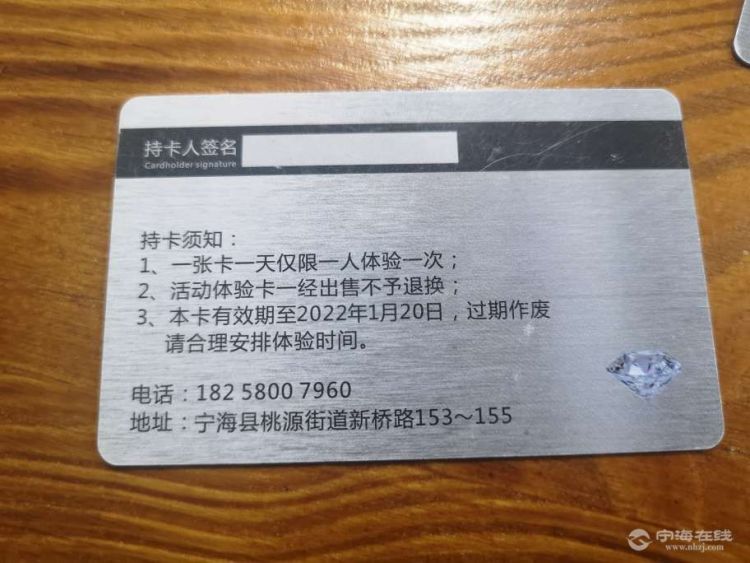 持卡人签名
Cardholder signature
持卡须知：
1、一张卡一天仅限一人体验一次；
2、活动体验卡一经出售不予退换；
3、本卡有效期至2022年1月20日，过期作废
请合理安排体验时间。
电话：182 5800 7960
地址：宁海县桃源街道新桥路153～155
宁海在线
www.nhzj.com